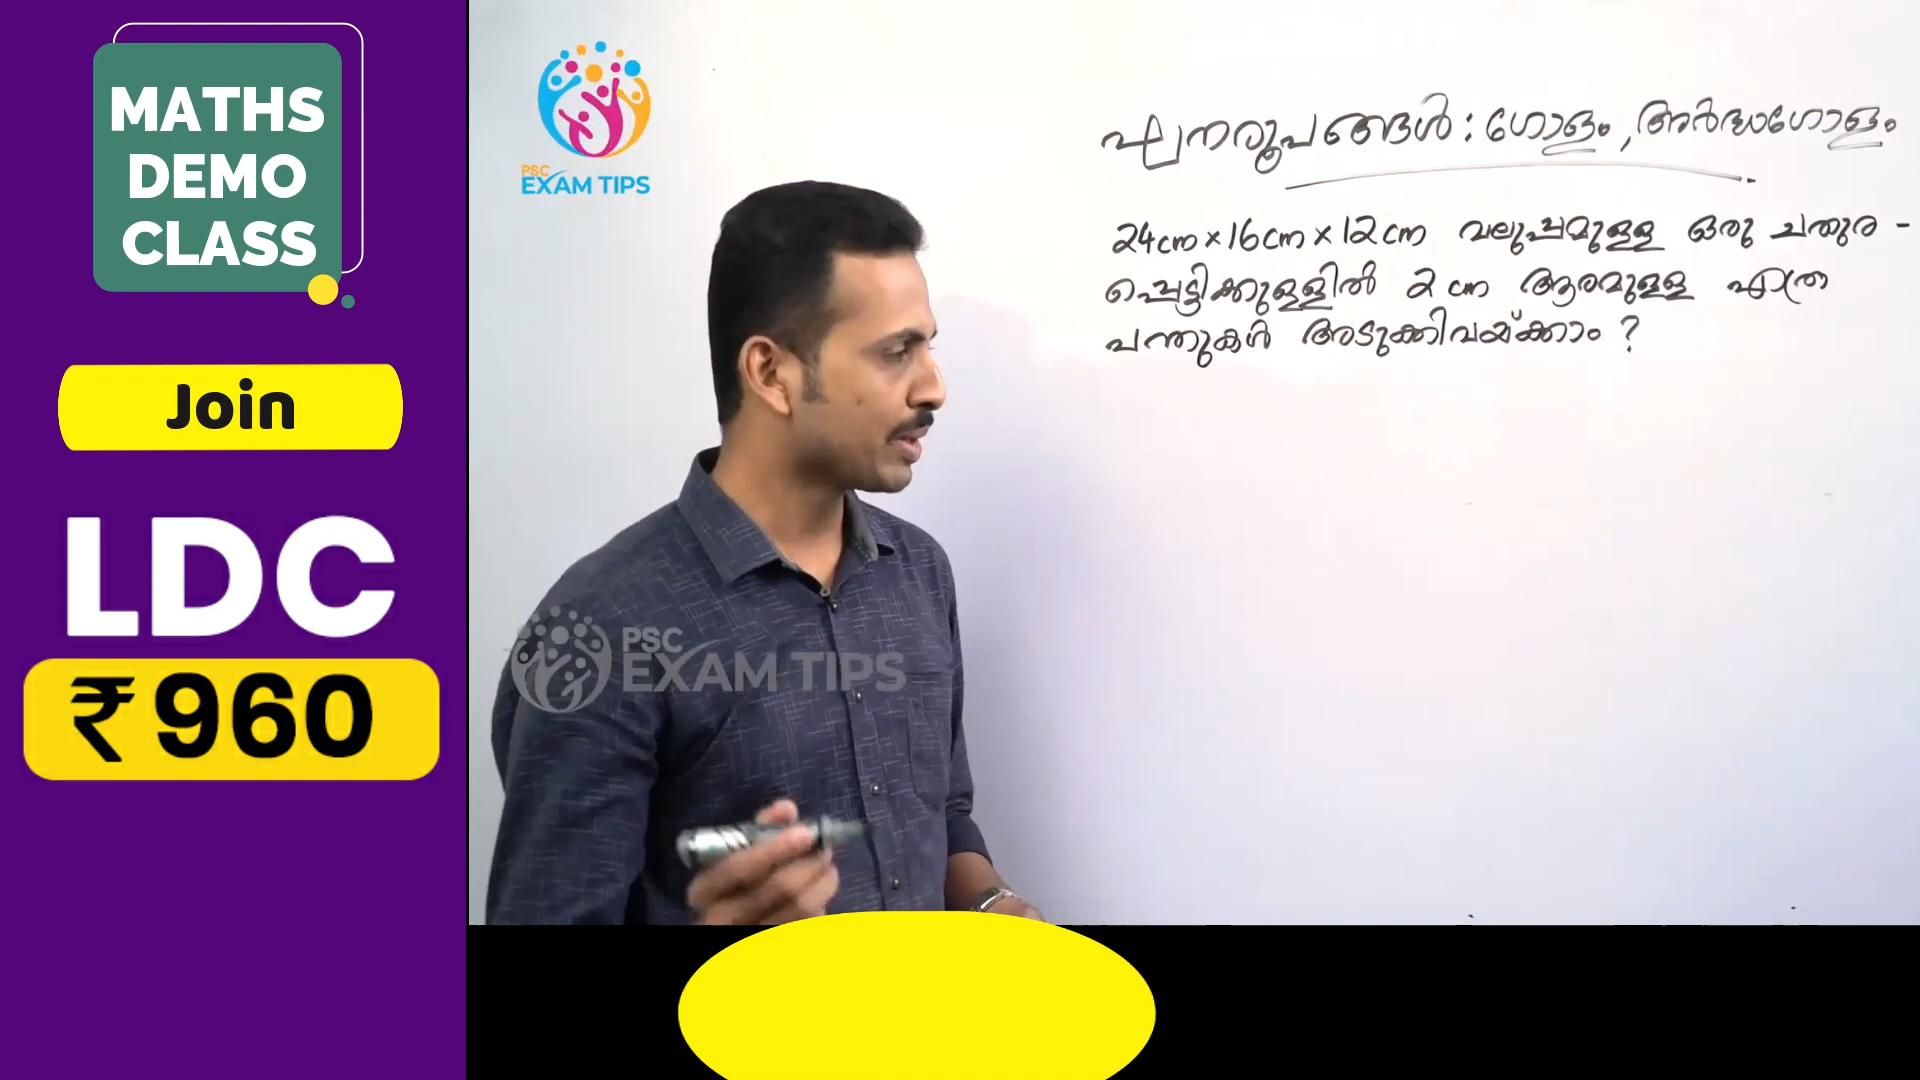 MATHS
DEMO
CLASS
Join
LDC
₹960
PSC
EXAM TIPS
ഘനരൂപങ്ങൾ : ഗോളം, അർദ്ധഗോളം
24cm×16cm×12cm വലുപ്പമുള്ള ഒരു ചതുര -
പ്പെട്ടിക്കുള്ളിൽ 2 cm ആരമുള്ള എത്ര
പന്തുകൾ അടുക്കിവയ്ക്കാം ?
PSC
EXAM TIPS